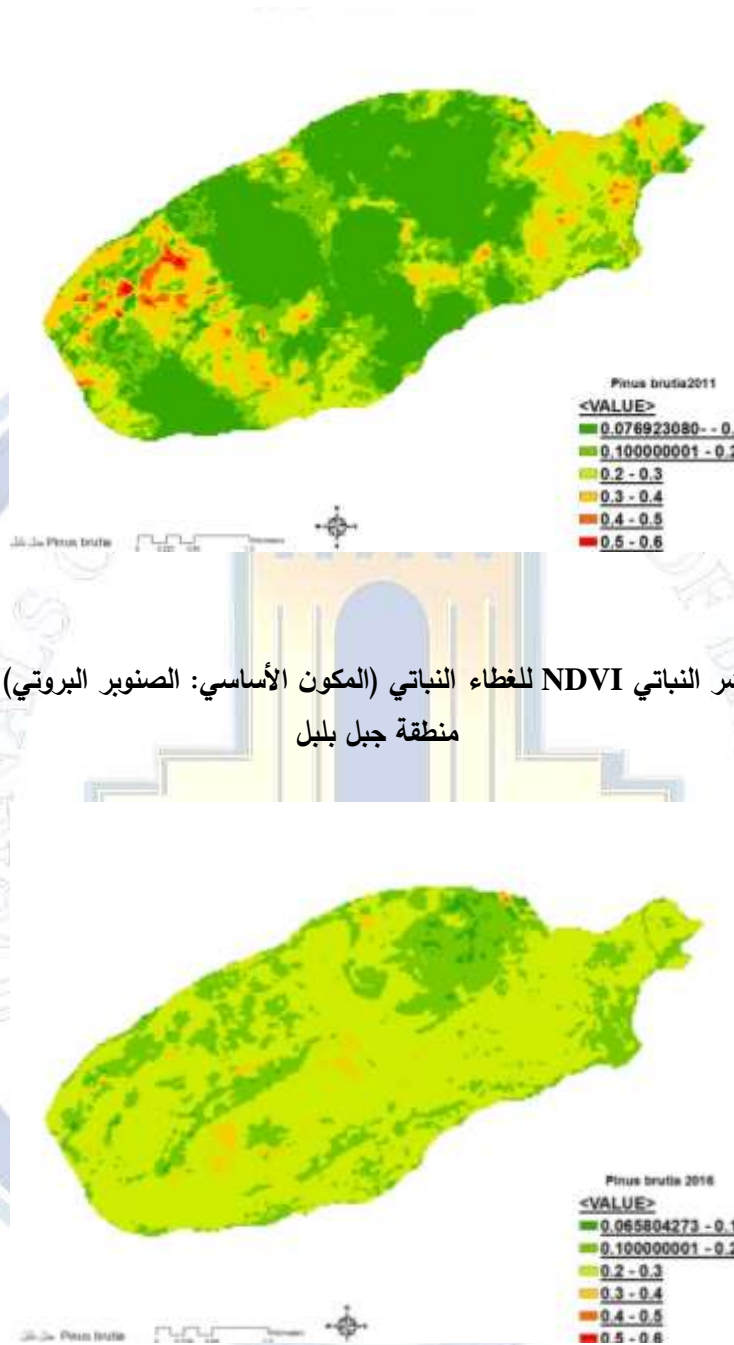 Pinus brutia2011
<VALUE>
0.076923080- - 0.
0.100000001 - 0.2
0.2 - 0.3
0.3 - 0.4
0.4 - 0.5
0.5 - 0.6
Pinus brutia
النباتي NDVI للغطاء النباتي (المكون الأساسي: الصنوبر البروتي)
منطقة جبل بلبل
Pinus brutia 2016
<VALUE>
0.065804273 - 0.1
0.100000001 - 0.2
0.2 - 0.3
0.3 - 0.4
0.4 - 0.5
0.5 - 0.6
Pinus brutia